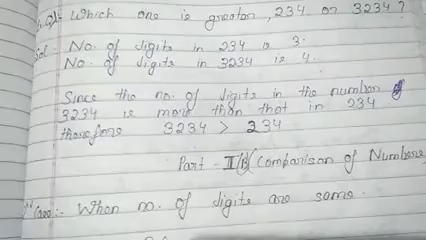 Q1:- Which one is greater, 234 or 3234 ?
Sol:- No. of digits in 234 is 3.
No. of digits in 3234 is 4.
Since the no. of digits in the number
3234 is more than that in 234
therefore 3234 > 234
Part - II (B) (Comparison of Numbers
Case:- When no. of digits are same.